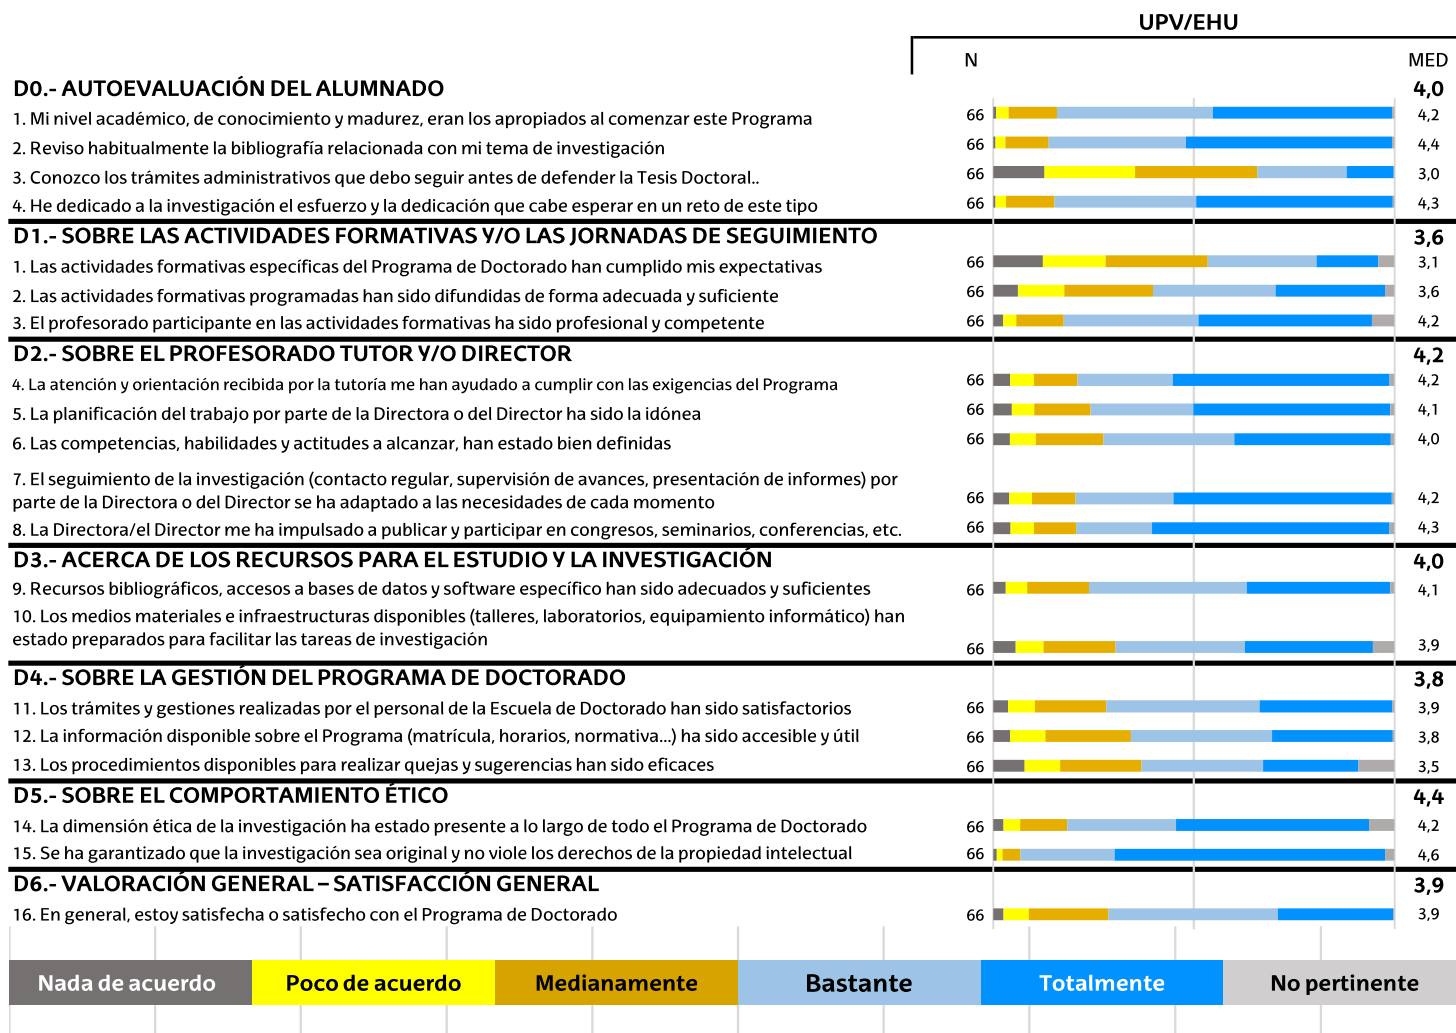 UPV/EHU
N MED
D0.- AUTOEVALUACIÓN DEL ALUMNADO 4,0
1. Mi nivel académico, de conocimiento y madurez, eran los apropiados al comenzar este Programa 66 4,2
2. Reviso habitualmente la bibliografía relacionada con mi tema de investigación 66 4,4
3. Conozco los trámites administrativos que debo seguir antes de defender la Tesis Doctoral.. 66 3,0
4. He dedicado a la investigación el esfuerzo y la dedicación que cabe esperar en un reto de este tipo 66 4,3
D1.- SOBRE LAS ACTIVIDADES FORMATIVAS Y/O LAS JORNADAS DE SEGUIMIENTO 3,6
1. Las actividades formativas específicas del Programa de Doctorado han cumplido mis expectativas 66 3,1
2. Las actividades formativas programadas han sido difundidas de forma adecuada y suficiente 66 3,6
3. El profesorado participante en las actividades formativas ha sido profesional y competente 66 4,2
D2.- SOBRE EL PROFESORADO TUTOR Y/O DIRECTOR 4,2
4. La atención y orientación recibida por la tutoría me han ayudado a cumplir con las exigencias del Programa 66 4,2
5. La planificación del trabajo por parte de la Directora o del Director ha sido la idónea 66 4,1
6. Las competencias, habilidades y actitudes a alcanzar, han estado bien definidas 66 4,0
7. El seguimiento de la investigación (contacto regular, supervisión de avances, presentación de informes) por
parte de la Directora o del Director se ha adaptado a las necesidades de cada momento 66 4,2
8. La Directora/el Director me ha impulsado a publicar y participar en congresos, seminarios, conferencias, etc. 66 4,3
D3.- ACERCA DE LOS RECURSOS PARA EL ESTUDIO Y LA INVESTIGACIÓN 4,0
9. Recursos bibliográficos, accesos a bases de datos y software específico han sido adecuados y suficientes 66 4,1
10. Los medios materiales e infraestructuras disponibles (talleres, laboratorios, equipamiento informático) han
estado preparados para facilitar las tareas de investigación 66 3,9
D4.- SOBRE LA GESTIÓN DEL PROGRAMA DE DOCTORADO 3,8
11. Los trámites y gestiones realizadas por el personal de la Escuela de Doctorado han sido satisfactorios 66 3,9
12. La información disponible sobre el Programa (matrícula, horarios, normativa...) ha sido accesible y útil 66 3,8
13. Los procedimientos disponibles para realizar quejas y sugerencias han sido eficaces 66 3,5
D5.- SOBRE EL COMPORTAMIENTO ÉTICO 4,4
14. La dimensión ética de la investigación ha estado presente a lo largo de todo el Programa de Doctorado 66 4,2
15. Se ha garantizado que la investigación sea original y no viole los derechos de la propiedad intelectual 66 4,6
D6.- VALORACIÓN GENERAL – SATISFACCIÓN GENERAL 3,9
16. En general, estoy satisfecha o satisfecho con el Programa de Doctorado 66 3,9
Nada de acuerdo Poco de acuerdo Medianamente Bastante Totalmente No pertinente